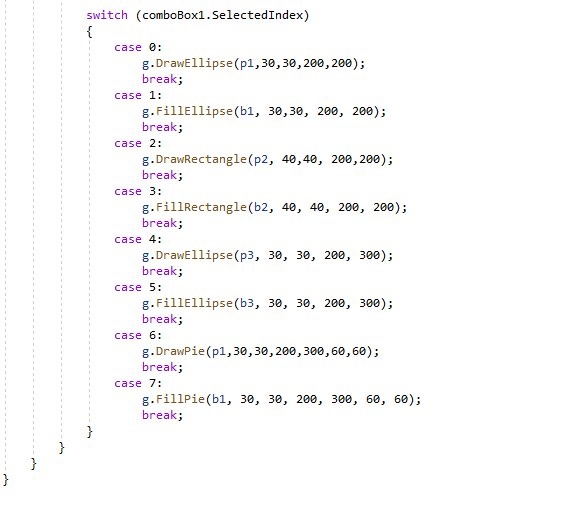 switch (comboBox1.SelectedIndex)
{
case 0:
g.DrawEllipse(p1,30,30,200,200);
break;
case 1:
g.FillEllipse(b1, 30,30, 200, 200);
break;
case 2:
g.DrawRectangle(p2, 40,40, 200,200);
break;
case 3:
g.FillRectangle(b2, 40, 40, 200, 200);
break;
case 4:
g.DrawEllipse(p3, 30, 30, 200, 300);
break;
case 5:
g.FillEllipse(b3, 30, 30, 200, 300);
break;
case 6:
g.DrawPie(p1,30,30,200,300,60,60);
break;
case 7:
g.FillPie(b1, 30, 30, 200, 300, 60, 60);
break;
}
}
}
}